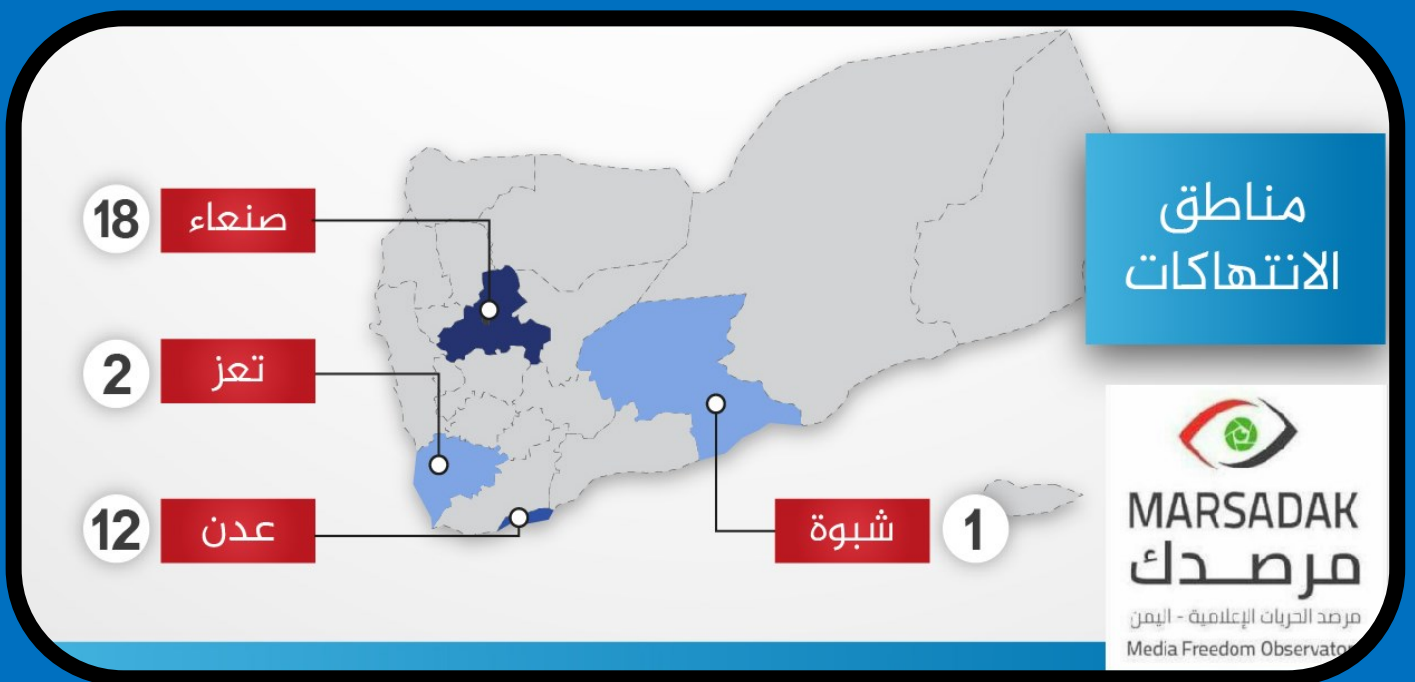 مناطق
الانتهاكات
صنعاء
18
تعز
2
عدن
12
شبوة
1
MARSADAK
مرصدك
مرصد الحريات الإعلامية - اليمن
Media Freedom Observator